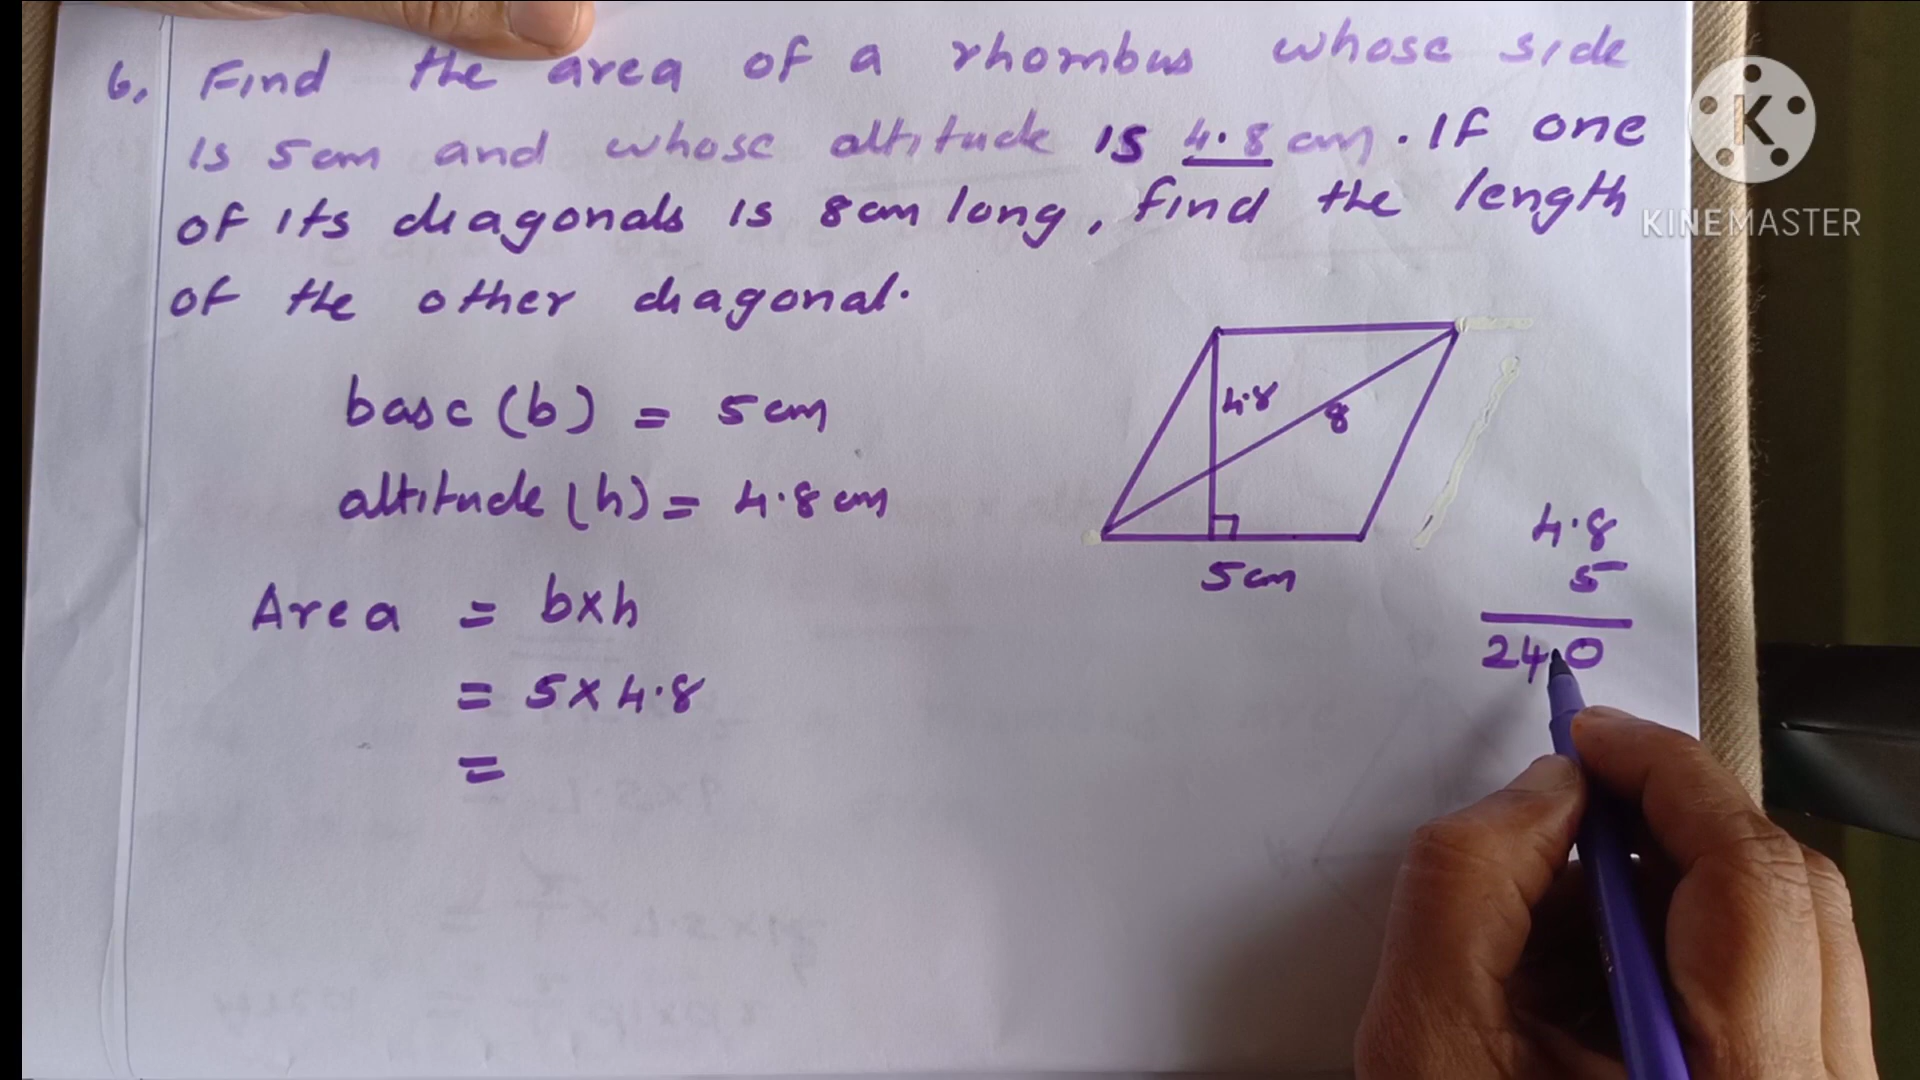 6. Find the area of a rhombus whose side
is 5cm and whose altitude is 4.8 cm. If one
of its diagonals is 8cm long, find the length
of the other diagonal.
base (b) = 5cm
altitude (h) = 4.8 cm
Area = b×h
= 5×4.8
=
4.8
8
5cm
4.8
5
24.0
K
KINEMASTER